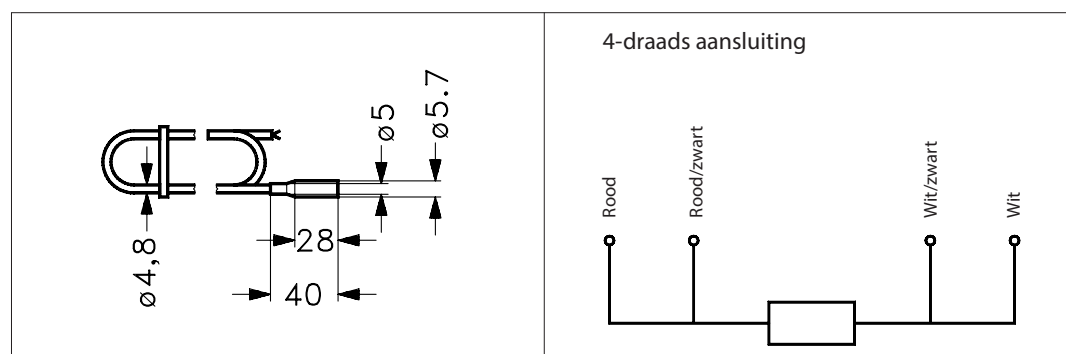 4-draads aansluiting
ø5
ø5.7
ø4,8
28
40
Rood
Rood/zwart
Wit/zwart
Wit